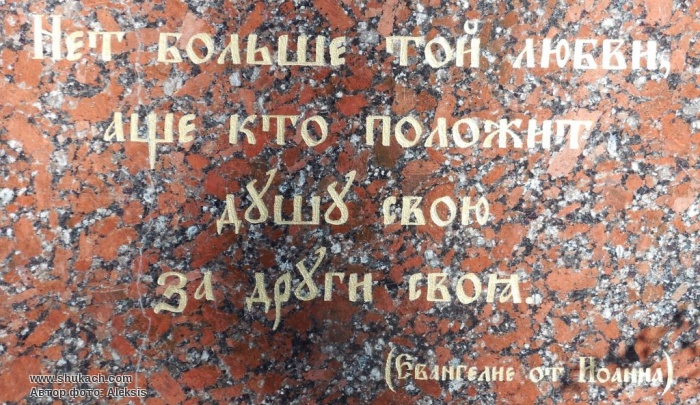 Нет больше той любви,
аще кто положит
душу свою
За други своя.
(Евангелие от Иоанна)
www.shukach.com
Автор фото: Aleksis